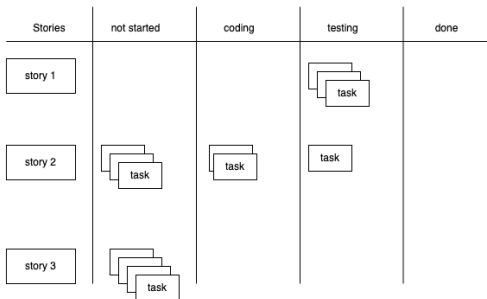 Stories not started coding testing done
story 1
task
story 2
task
task
task
story 3
task